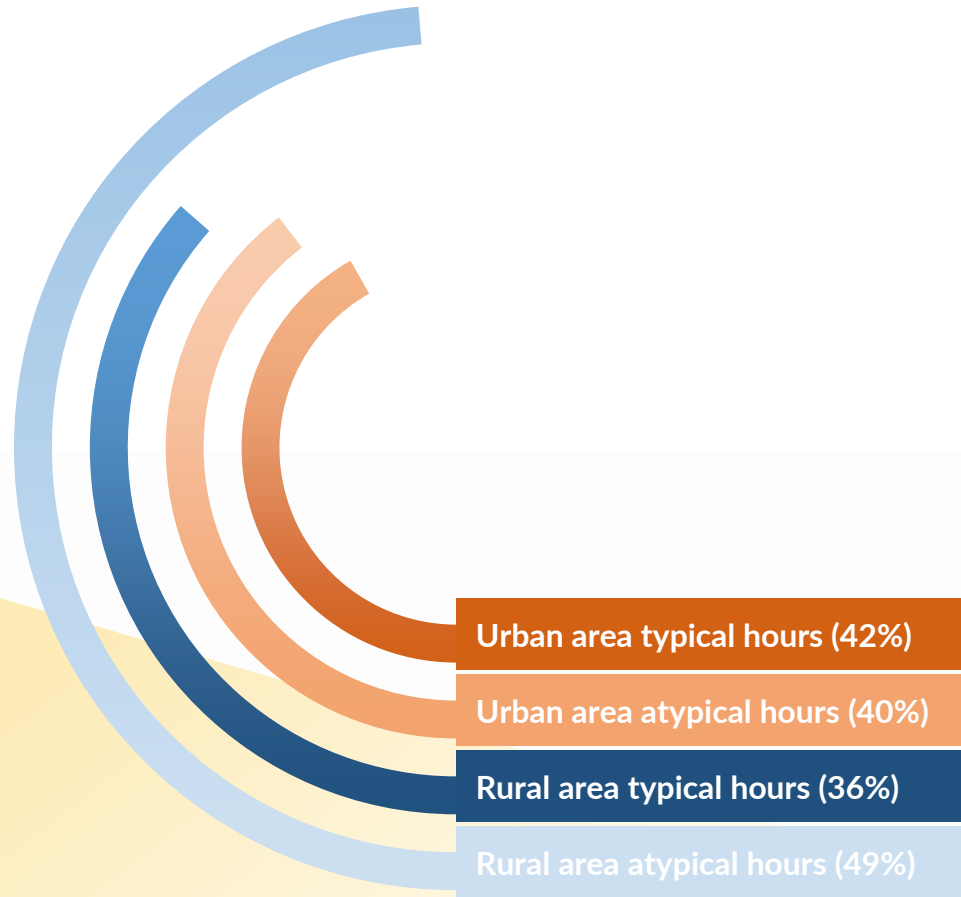 Urban area typical hours (42%)
Urban area atypical hours (40%)
Rural area typical hours (36%)
Rural area atypical hours (49%)